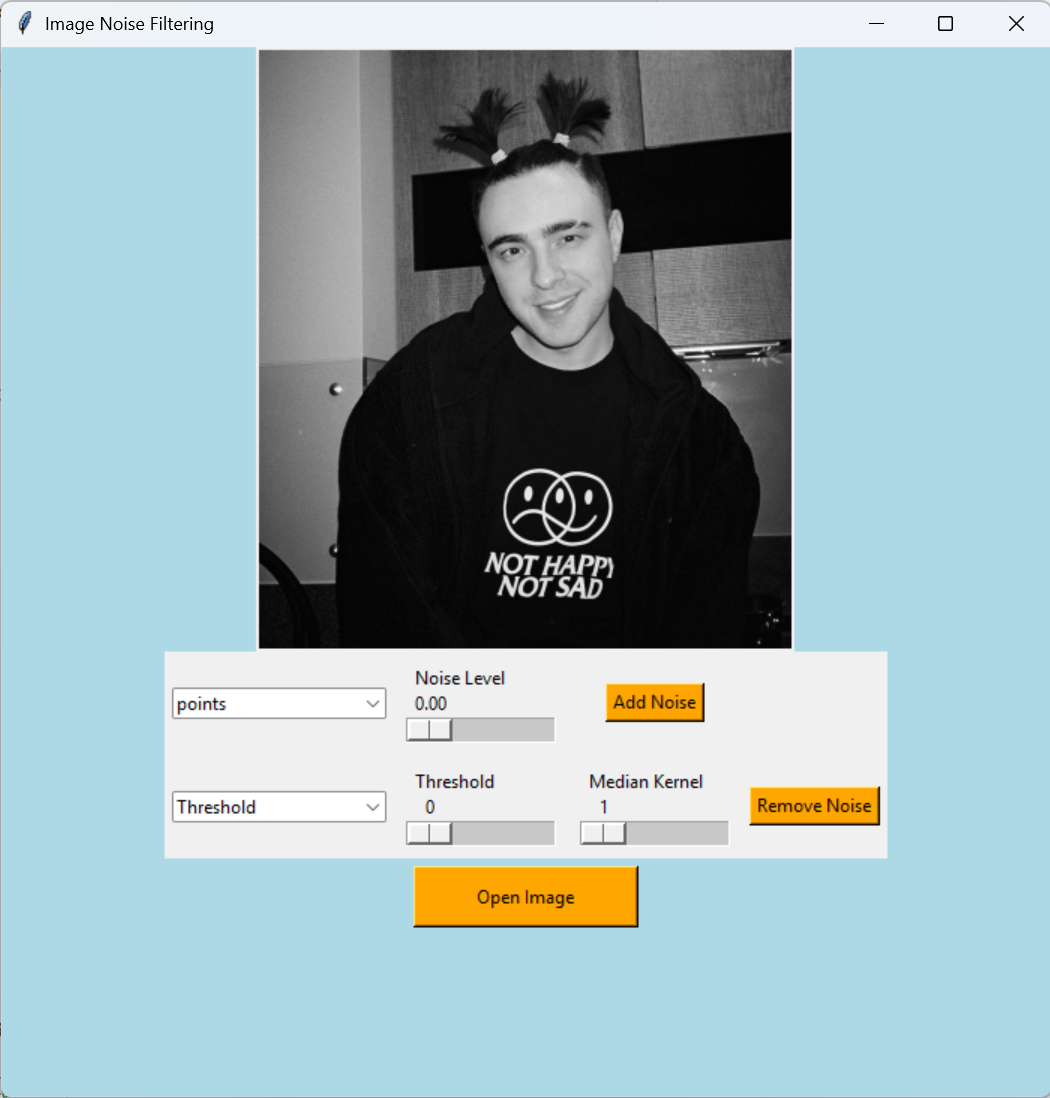 Image Noise Filtering
NOT HAPPY
NOT SAD
Noise Level
points
0.00
Add Noise
Threshold
Median Kernel
Threshold
0
1
Remove Noise
Open Image